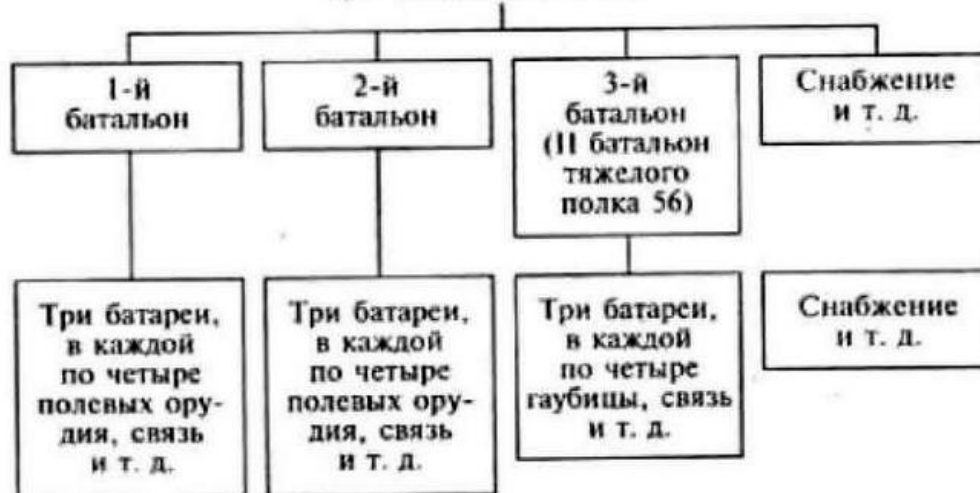 1-й
батальон
2-й
батальон
3-й
батальон
(II батальон
тяжелого
полка 56)
Снабжение
и т. д.
Три батареи,
в каждой
по четыре
полевых ору-
дия, связь
и т. д.
Три батареи,
в каждой
по четыре
полевых ору-
дия, связь
и т. д.
Три батареи,
в каждой
по четыре
гаубицы, связь
и т. д.
Снабжение
и т. д.